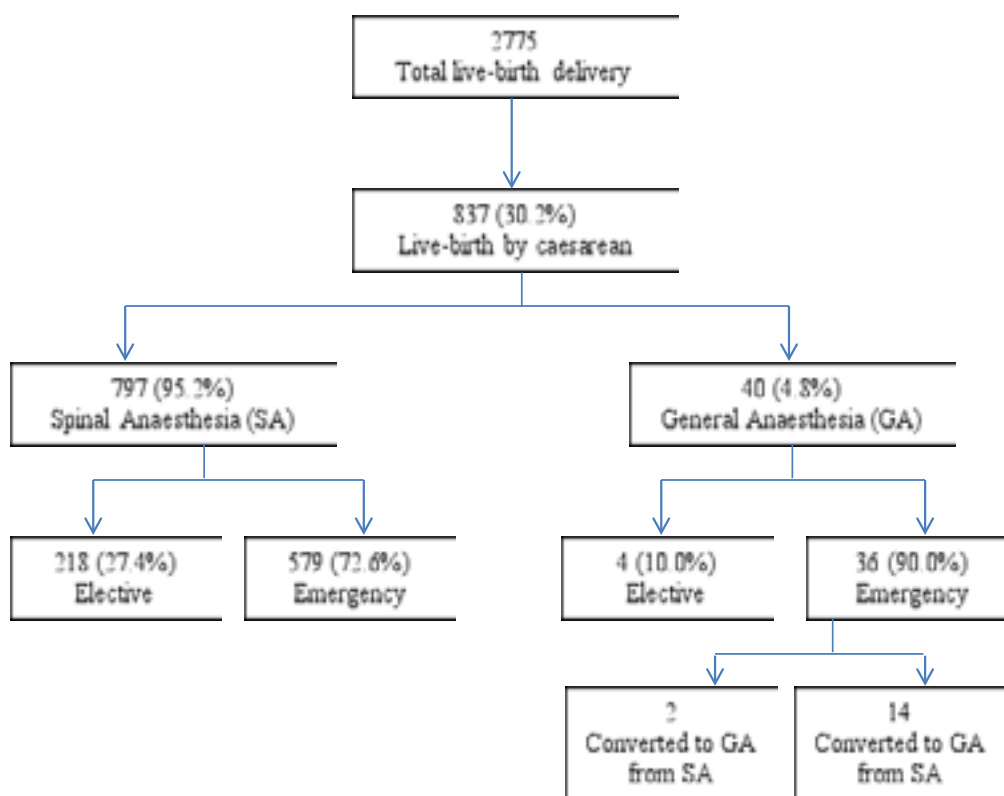 2775
Total live-birth delivery
837 (30.2%)
Live-birth by caesarean
797 (95.2%)
Spinal Anaesthesia (SA)
40 (4.8%)
General Anaesthesia (GA)
218 (27.4%)
Elective
579 (72.6%)
Emergency
4 (10.0%)
Elective
36 (90.0%)
Emergency
2
Converted to GA
from SA
14
Converted to GA
from SA